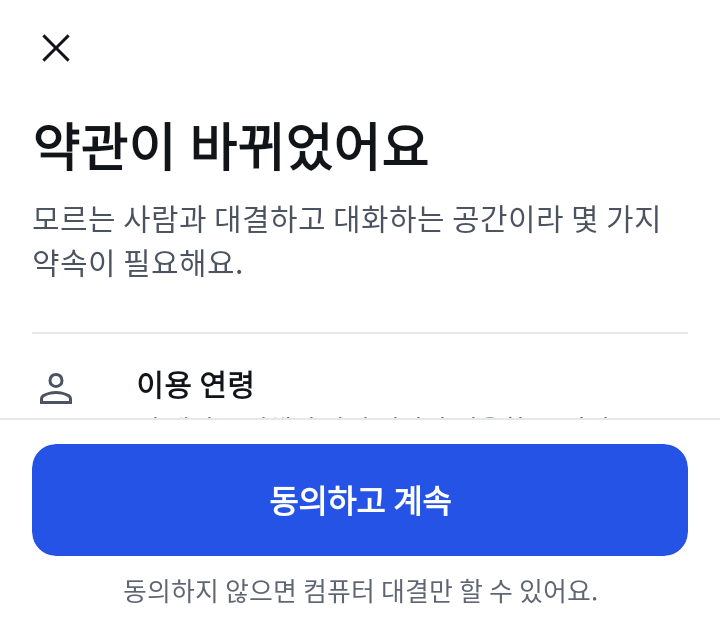 약관이 바뀌었어요
모르는 사람과 대결하고 대화하는 공간이라 몇 가지
약속이 필요해요.
이용 연령
동의하고 계속
동의하지 않으면 컴퓨터 대결만 할 수 있어요.